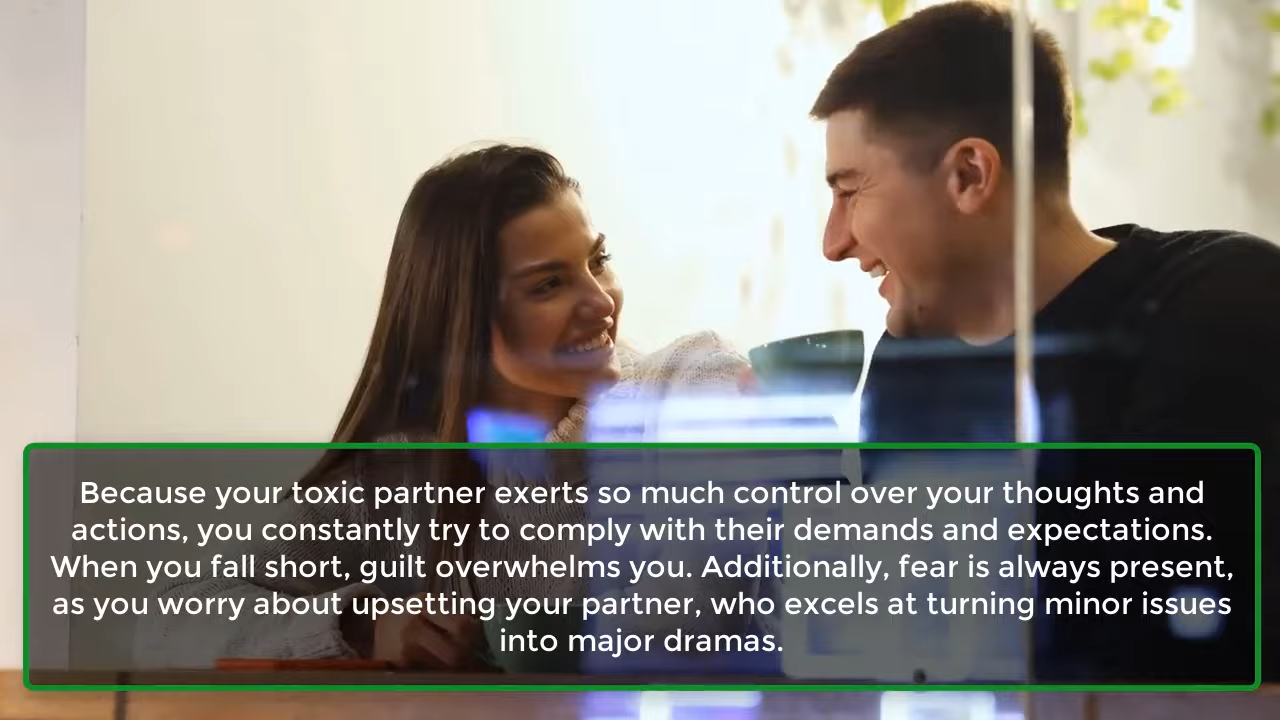 Because your toxic partner exerts so much control over your thoughts and
actions, you constantly try to comply with their demands and expectations.
When you fall short, guilt overwhelms you. Additionally, fear is always present,
as you worry about upsetting your partner, who excels at turning minor issues
into major dramas.